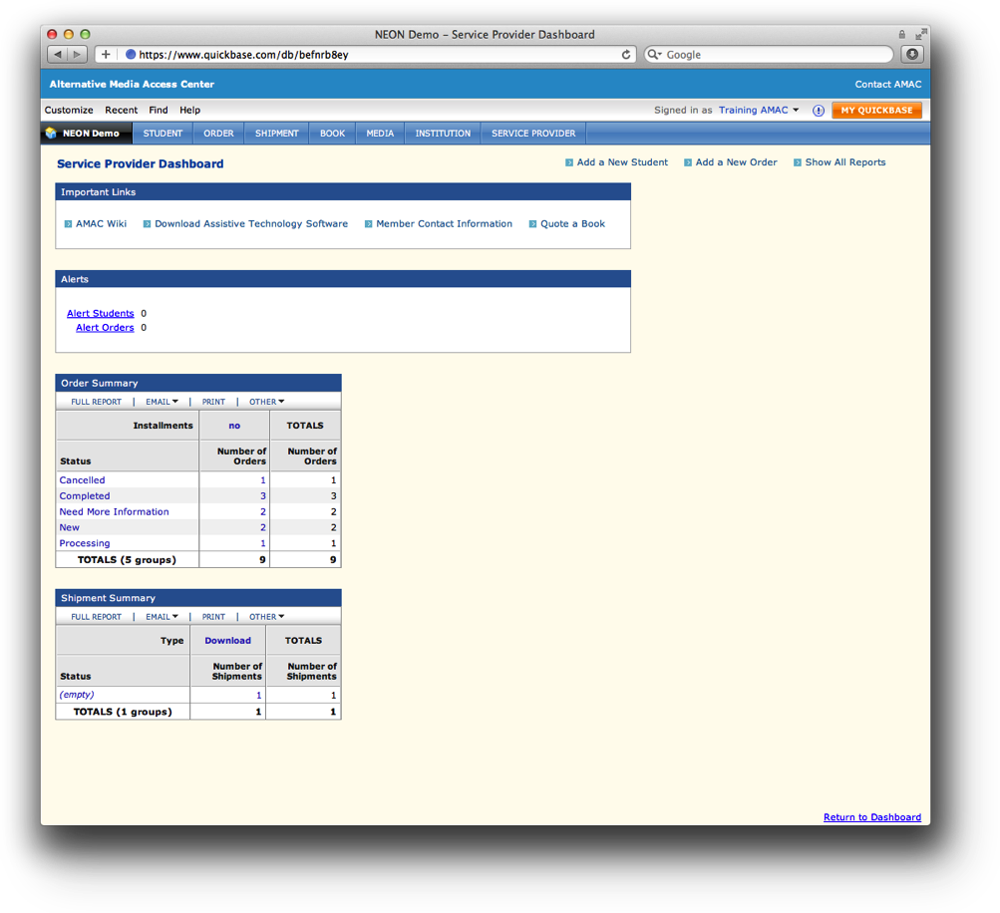 NEON Demo – Service Provider Dashboard
https://www.quickbase.com/db/befnrb8ey
Google
Alternative Media Access Center
Contact AMAC
Customize Recent Find Help
Signed in as Training AMAC
MY QUICKBASE
NEON Demo STUDENT ORDER SHIPMENT BOOK MEDIA INSTITUTION SERVICE PROVIDER
Service Provider Dashboard
Add a New Student Add a New Order Show All Reports
Important Links
AMAC Wiki Download Assistive Technology Software Member Contact Information Quote a Book
Alerts
Alert Students 0
Alert Orders 0
Order Summary
FULL REPORT | EMAIL | PRINT | OTHER
Installments no TOTALS
Status Number of Orders Number of Orders
Cancelled 1 1
Completed 3 3
Need More Information 2 2
New 2 2
Processing 1 1
TOTALS (5 groups) 9 9
Shipment Summary
FULL REPORT | EMAIL | PRINT | OTHER
Type Download TOTALS
Status Number of Shipments Number of Shipments
(empty) 1 1
TOTALS (1 groups) 1 1
Return to Dashboard